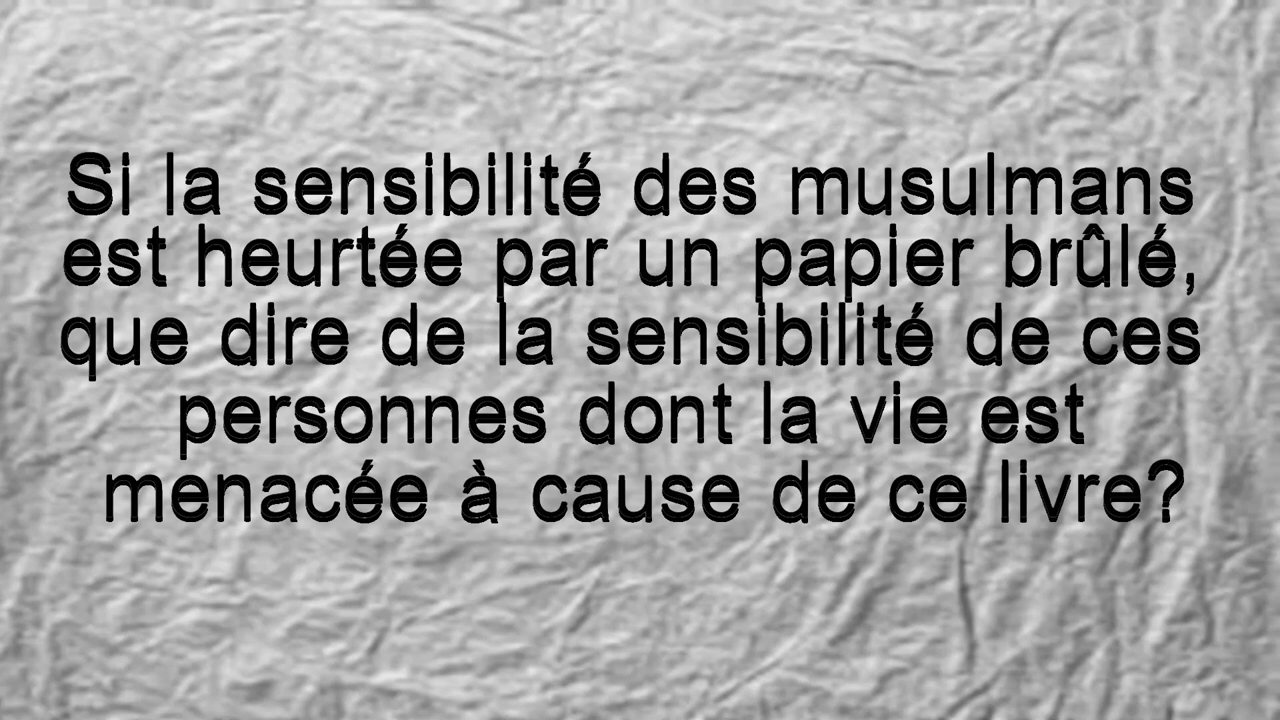 Si la sensibilité des musulmans
est heurtée par un papier brûlé,
que dire de la sensibilité de ces
personnes dont la vie est
menacée à cause de ce livre?